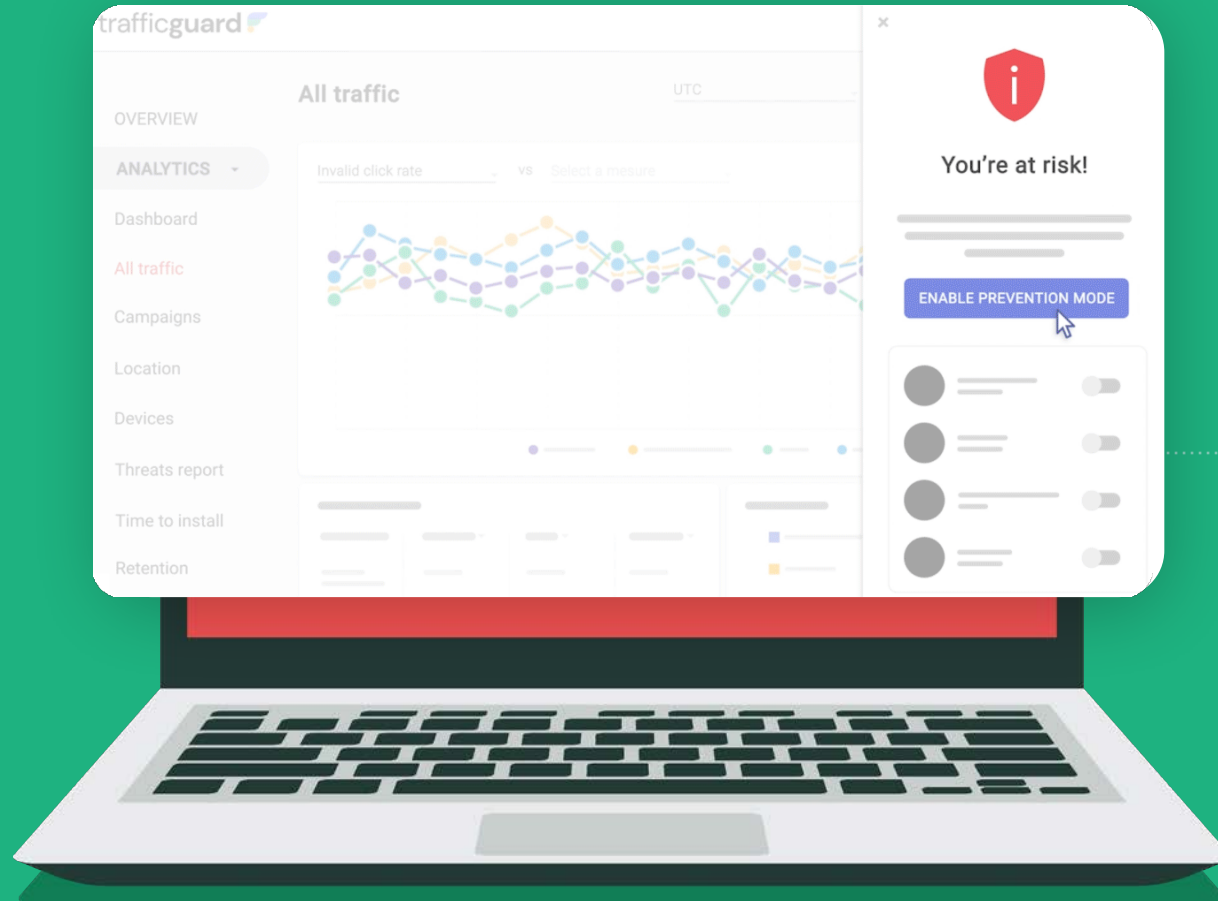 trafficguard
×
All traffic
UTC
OVERVIEW
ANALYTICS
Invalid click rate
vs
Select a mesure
Dashboard
All traffic
Campaigns
Location
Devices
Threats report
Time to install
Retention
i
You're at risk!
ENABLE PREVENTION MODE